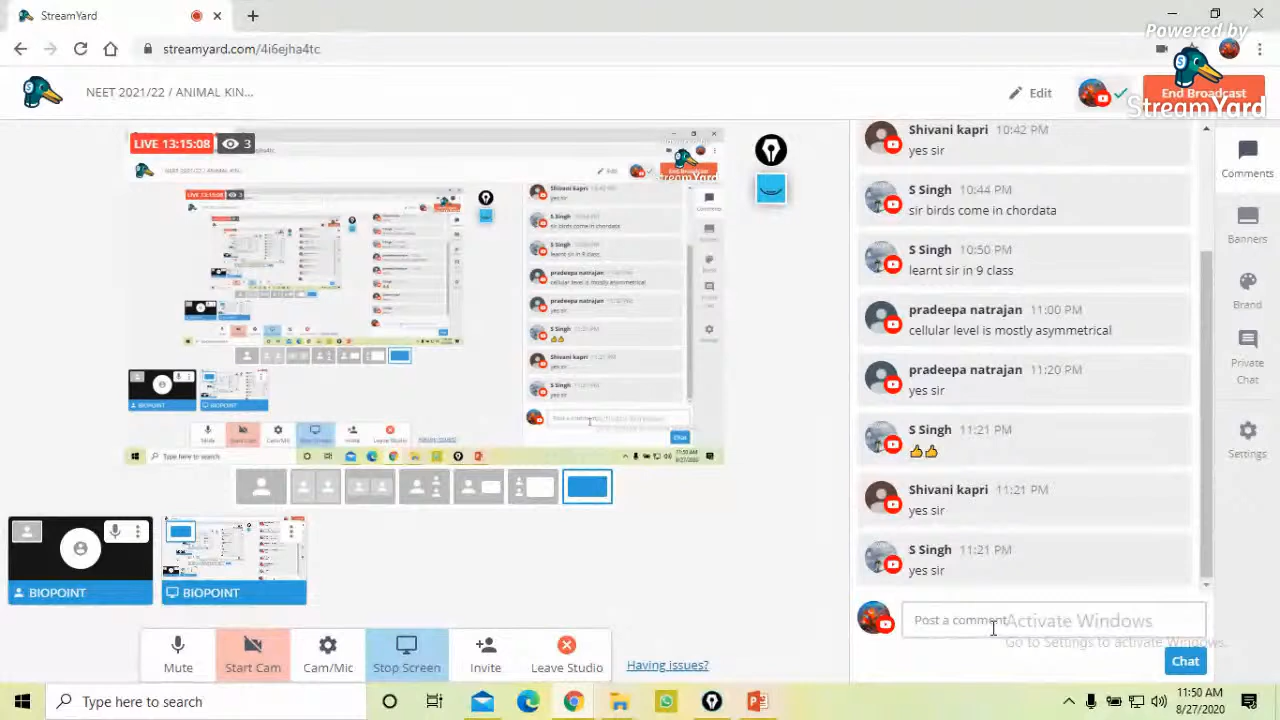 StreamYard
Powered by
streamyard.com/4i6ejha4tc
NEET 2021/22 / ANIMAL KIN...
Edit
End Broadcast
StreamYard
LIVE 13:15:08
3
Shivani kapri 10:42 PM
yes sir
S Singh 10:44 PM
sir birds come in chordata
S Singh 10:50 PM
learnt sir in 9 class
pradeepa natrajan 11:00 PM
cellular level is mostly asymmetrical
pradeepa natrajan 11:20 PM
yes sir
S Singh 11:21 PM
Shivani kapri 11:21 PM
yes sir
S Singh 11:21 PM
yes sir
Post a comment
Activate Windows
Go to Settings to activate Windows.
Chat
Comments
Banners
Brand
Private
Chat
Settings
BIOPOINT
BIOPOINT
Mute
Start Cam
Cam/Mic
Stop Screen
Invite
Leave Studio
Having issues?
Type here to search
11:50 AM
8/27/2020